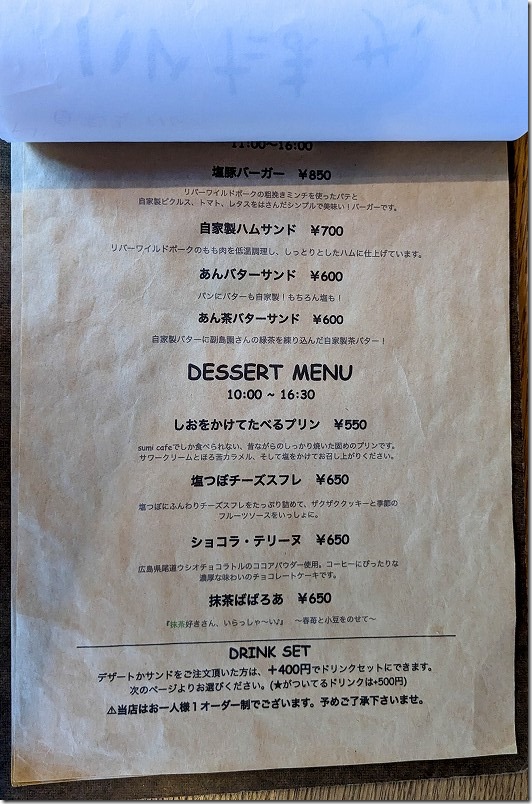 11:00~16:00
塩豚バーガー ¥850
リバーワイルドポークの粗挽きミンチを使ったパテと
自家製ピクルス、トマト、レタスをはさんだシンプルで美味い！バーガーです。
自家製ハムサンド ¥700
リバーワイルドポークのもも肉を低温調理し、しっとりとしたハムに仕上げています。
あんバターサンド ¥600
パンにバターも自家製！もちろん塩も！
あん茶バターサンド ¥600
自家製バターに副島園さんの緑茶を練り込んだ自家製茶バター！
DESSERT MENU
10:00 ~ 16:30
しおをかけてたべるプリン ¥550
sumi cafeでしか食べられない、昔ながらのしっかり焼いた固めのプリンです。
サワークリームとほろ苦カラメル、そして塩をかけてお召し上がりください。
塩つぼチーズスフレ ¥650
塩つぼにふんわりチーズスフレをたっぷり詰めて、ザクザククッキーと季節の
フルーツソースをいっしょに。
ショコラ・テリーヌ ¥650
広島県尾道ウシオチョコラトルのココアパウダー使用。コーヒーにぴったりな
濃厚な味わいのチョコレートケーキです。
抹茶ばばろあ ¥650
『抹茶好きさん、いらっしゃ〜い♪』 〜春苺と小豆をのせて〜
DRINK SET
デザートかサンドをご注文頂いた方は、+400円でドリンクセットにできます。
次のページよりお選びください。(★がついてるドリンクは+500円)
⚠当店はお一人様１オーダー制でございます。予めご了承下さいませ。